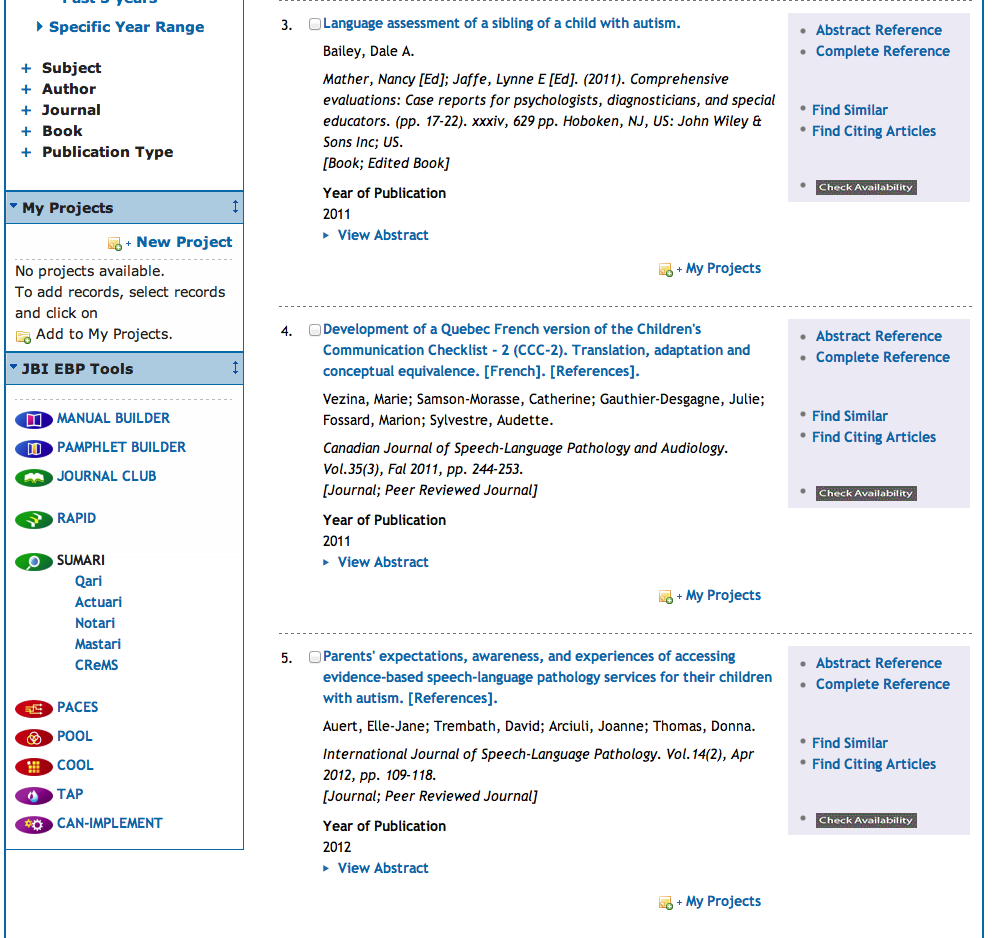 Past 5 years
Specific Year Range
+ Subject
+ Author
+ Journal
+ Book
+ Publication Type
My Projects
+ New Project
No projects available.
To add records, select records
and click on
Add to My Projects.
JBI EBP Tools
MANUAL BUILDER
PAMPHLET BUILDER
JOURNAL CLUB
RAPID
SUMARI
Qari
Actuari
Notari
Mastari
CReMS
PACES
POOL
COOL
TAP
CAN-IMPLEMENT
3. Language assessment of a sibling of a child with autism.
Bailey, Dale A.
Mather, Nancy [Ed]; Jaffe, Lynne E [Ed]. (2011). Comprehensive
evaluations: Case reports for psychologists, diagnosticians, and special
educators. (pp. 17-22). xxxiv, 629 pp. Hoboken, NJ, US: John Wiley &
Sons Inc; US.
[Book; Edited Book]
Year of Publication
2011
View Abstract
+ My Projects
Abstract Reference
Complete Reference
Find Similar
Find Citing Articles
Check Availability
4. Development of a Quebec French version of the Children's
Communication Checklist - 2 (CCC-2). Translation, adaptation and
conceptual equivalence. [French]. [References].
Vezina, Marie; Samson-Morasse, Catherine; Gauthier-Desgagne, Julie;
Fossard, Marion; Sylvestre, Audette.
Canadian Journal of Speech-Language Pathology and Audiology.
Vol.35(3), Fal 2011, pp. 244-253.
[Journal; Peer Reviewed Journal]
Year of Publication
2011
View Abstract
+ My Projects
Abstract Reference
Complete Reference
Find Similar
Find Citing Articles
Check Availability
5. Parents' expectations, awareness, and experiences of accessing
evidence-based speech-language pathology services for their children
with autism. [References].
Auert, Elle-Jane; Trembath, David; Arciuli, Joanne; Thomas, Donna.
International Journal of Speech-Language Pathology. Vol.14(2), Apr
2012, pp. 109-118.
[Journal; Peer Reviewed Journal]
Year of Publication
2012
View Abstract
+ My Projects
Abstract Reference
Complete Reference
Find Similar
Find Citing Articles
Check Availability